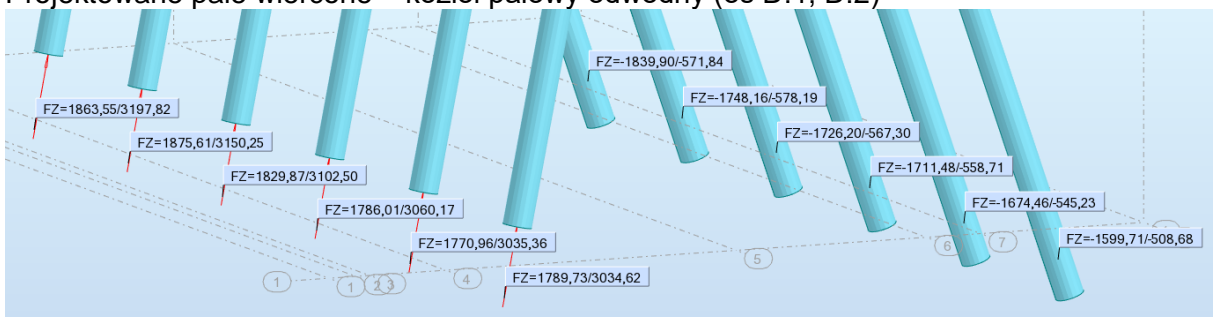 Projektowane pale wiercone – kozioł palowy odwodny (oś D.1, D.2)
FZ=-1839,90/-571,84
FZ=1863,55/3197,82
FZ=-1748,16/-578,19
FZ=1875,61/3150,25
FZ=-1726,20/-567,30
FZ=1829,87/3102,50
FZ=-1711,48/-558,71
FZ=1786,01/3060,17
FZ=-1674,46/-545,23
FZ=1770,96/3035,36
FZ=-1599,71/-508,68
FZ=1789,73/3034,62
1
1
2
3
4
5
6
7